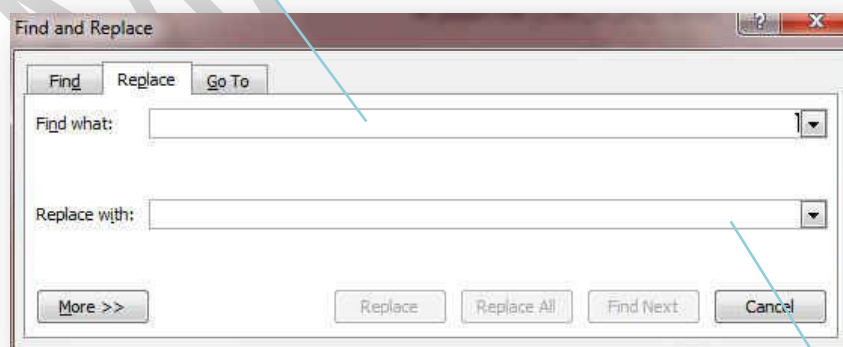 Find and Replace
Find Replace Go To
Find what:
Replace with:
More >> Replace Replace All Find Next Cancel